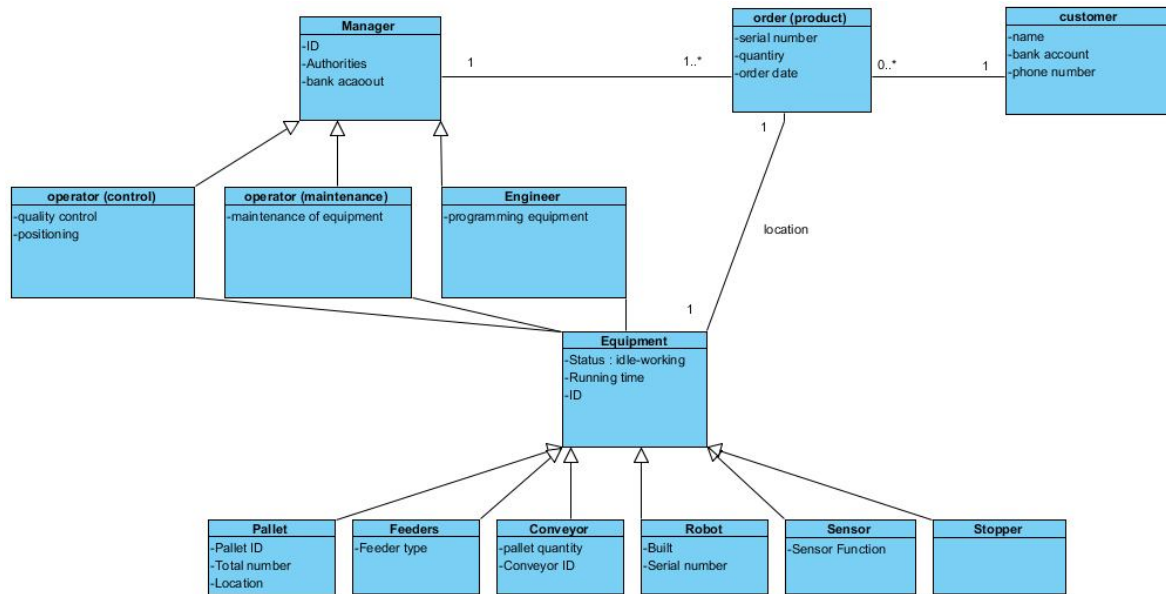 Manager
-ID
-Authorities
-bank acaoout
1
1..*
order (product)
-serial number
-quantiry
-order date
0..*
1
customer
-name
-bank account
-phone number
operator (control)
-quality control
-positioning
operator (maintenance)
-maintenance of equipment
Engineer
-programming equipment
1
location
1
Equipment
-Status : idle-working
-Running time
-ID
Pallet
-Pallet ID
-Total number
-Location
Feeders
-Feeder type
Conveyor
-pallet quantity
-Conveyor ID
Robot
-Built
-Serial number
Sensor
-Sensor Function
Stopper